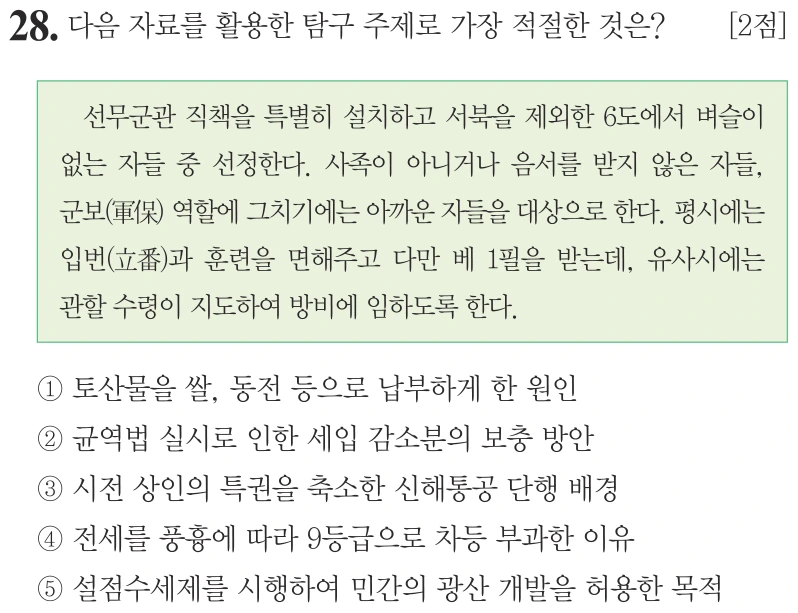 28. 다음 자료를 활용한 탐구 주제로 가장 적절한 것은? [2점]
선무군관 직책을 특별히 설치하고 서북을 제외한 6도에서 벼슬이
없는 자들 중 선정한다. 사족이 아니거나 음서를 받지 않은 자들,
군보(軍保) 역할에 그치기에는 아까운 자들을 대상으로 한다. 평시에는
입번(立番)과 훈련을 면해주고 다만 베 1필을 받는데, 유사시에는
관할 수령이 지도하여 방비에 임하도록 한다.
① 토산물을 쌀, 동전 등으로 납부하게 한 원인
② 균역법 실시로 인한 세입 감소분의 보충 방안
③ 시전 상인의 특권을 축소한 신해통공 단행 배경
④ 전세를 풍흉에 따라 9등급으로 차등 부과한 이유
⑤ 설점수세제를 시행하여 민간의 광산 개발을 허용한 목적